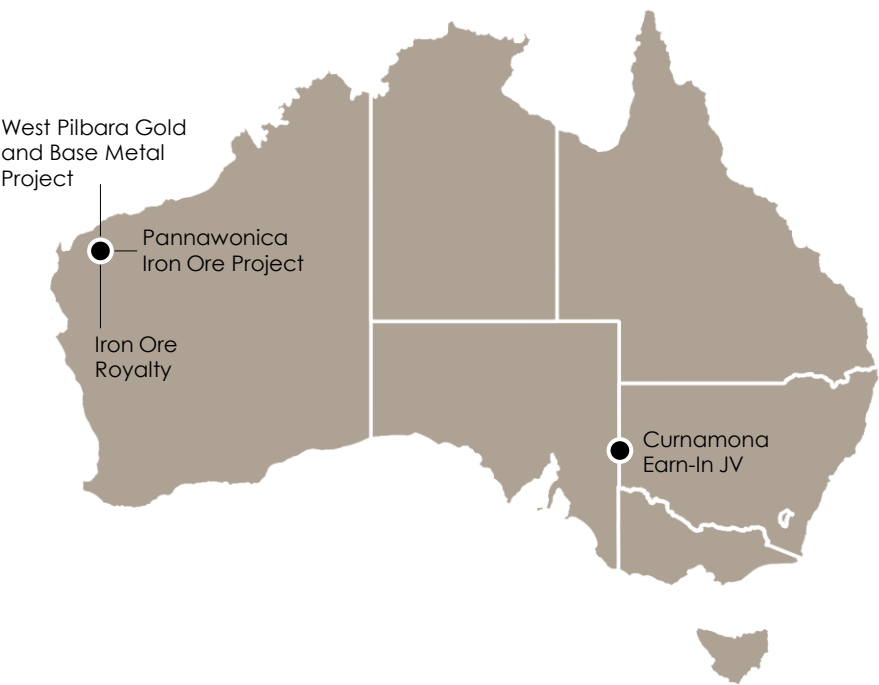 West Pilbara Gold
and Base Metal
Project
Pannawonica
Iron Ore Project
Iron Ore
Royalty
Curnamona
Earn-In JV